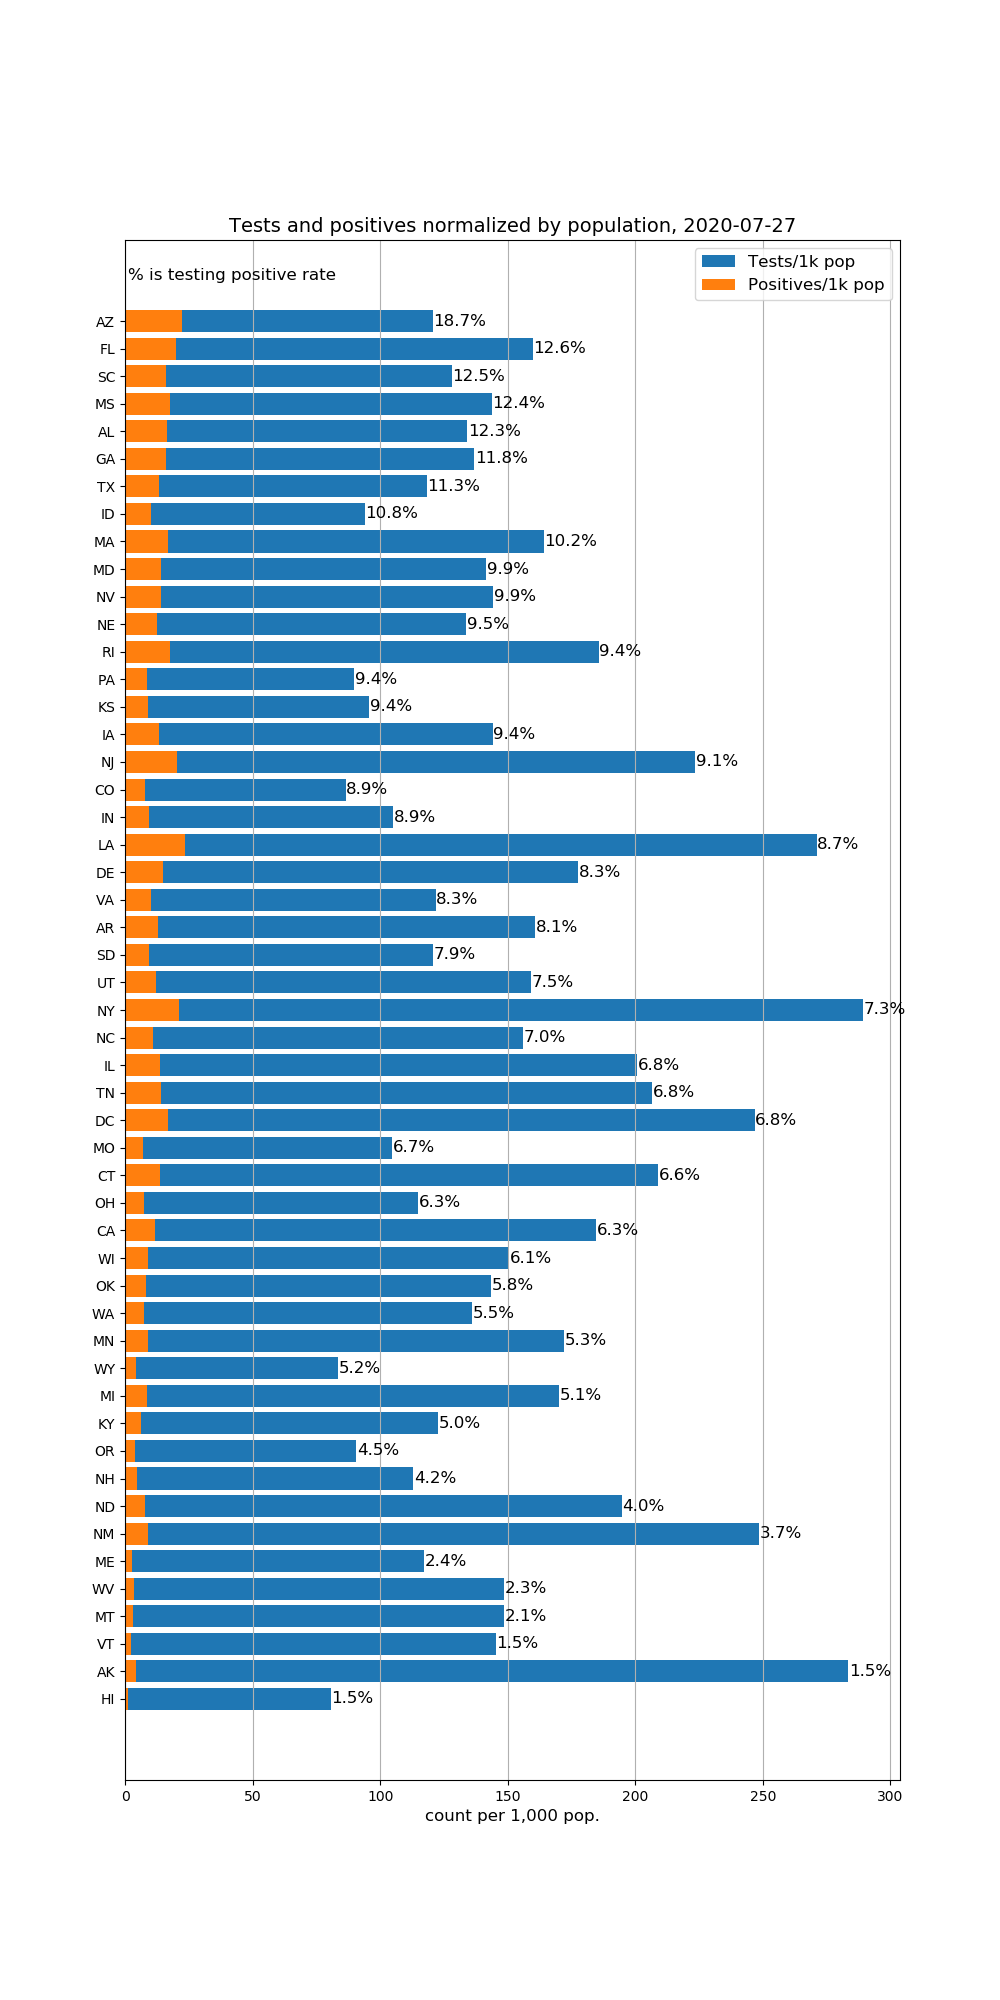 Tests and positives normalized by population, 2020-07-27
% is testing positive rate
Tests/1k pop
Positives/1k pop
AZ 18.7%
FL 12.6%
SC 12.5%
MS 12.4%
AL 12.3%
GA 11.8%
TX 11.3%
ID 10.8%
MA 10.2%
MD 9.9%
NV 9.9%
NE 9.5%
RI 9.4%
PA 9.4%
KS 9.4%
IA 9.4%
NJ 9.1%
CO 8.9%
IN 8.9%
LA 8.7%
DE 8.3%
VA 8.3%
AR 8.1%
SD 7.9%
UT 7.5%
NY 7.3%
NC 7.0%
IL 6.8%
TN 6.8%
DC 6.8%
MO 6.7%
CT 6.6%
OH 6.3%
CA 6.3%
WI 6.1%
OK 5.8%
WA 5.5%
MN 5.3%
WY 5.2%
MI 5.1%
KY 5.0%
OR 4.5%
NH 4.2%
ND 4.0%
NM 3.7%
ME 2.4%
WV 2.3%
MT 2.1%
VT 1.5%
AK 1.5%
HI 1.5%
0 50 100 150 200 250 300
count per 1,000 pop.